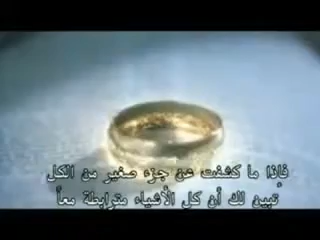 فإذا ما كشفت عن جزء صغير من الكل
تبين لك أن كل الأشياء مترابطة معاً